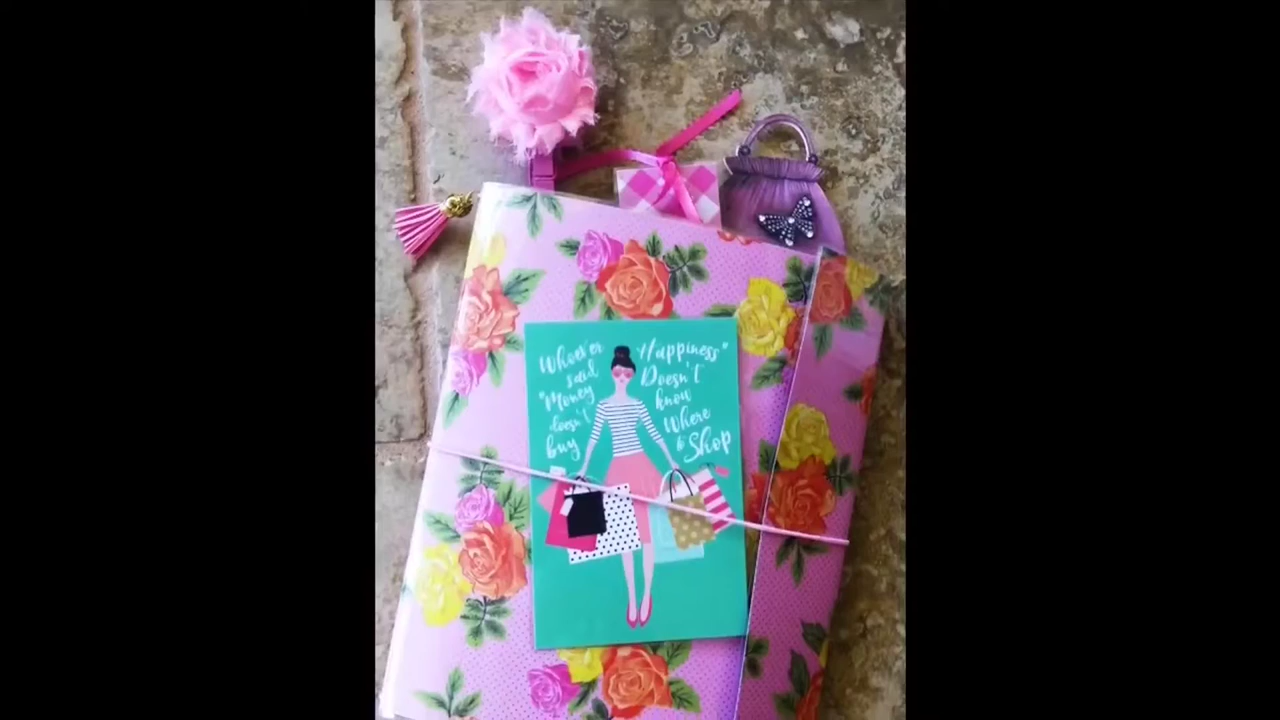 Whoever
said
"Money
doesn't
buy
Happiness"
Doesn't
know
Where
to Shop